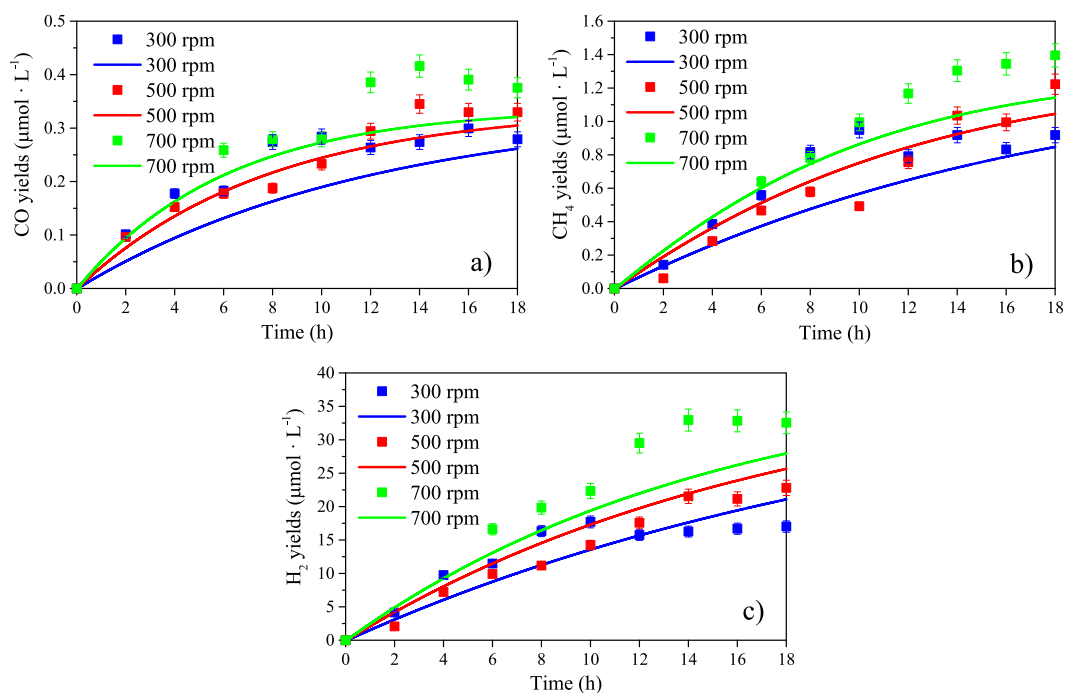 a)
CO yields (μmol · L⁻¹)
0.5
0.4
0.3
0.2
0.1
0.0
300 rpm
300 rpm
500 rpm
500 rpm
700 rpm
700 rpm
0 2 4 6 8 10 12 14 16 18
Time (h)
b)
CH₄ yields (μmol · L⁻¹)
1.6
1.4
1.2
1.0
0.8
0.6
0.4
0.2
0.0
300 rpm
300 rpm
500 rpm
500 rpm
700 rpm
700 rpm
0 2 4 6 8 10 12 14 16 18
Time (h)
c)
H₂ yields (μmol · L⁻¹)
40
35
30
25
20
15
10
5
0
300 rpm
300 rpm
500 rpm
500 rpm
700 rpm
700 rpm
0 2 4 6 8 10 12 14 16 18
Time (h)